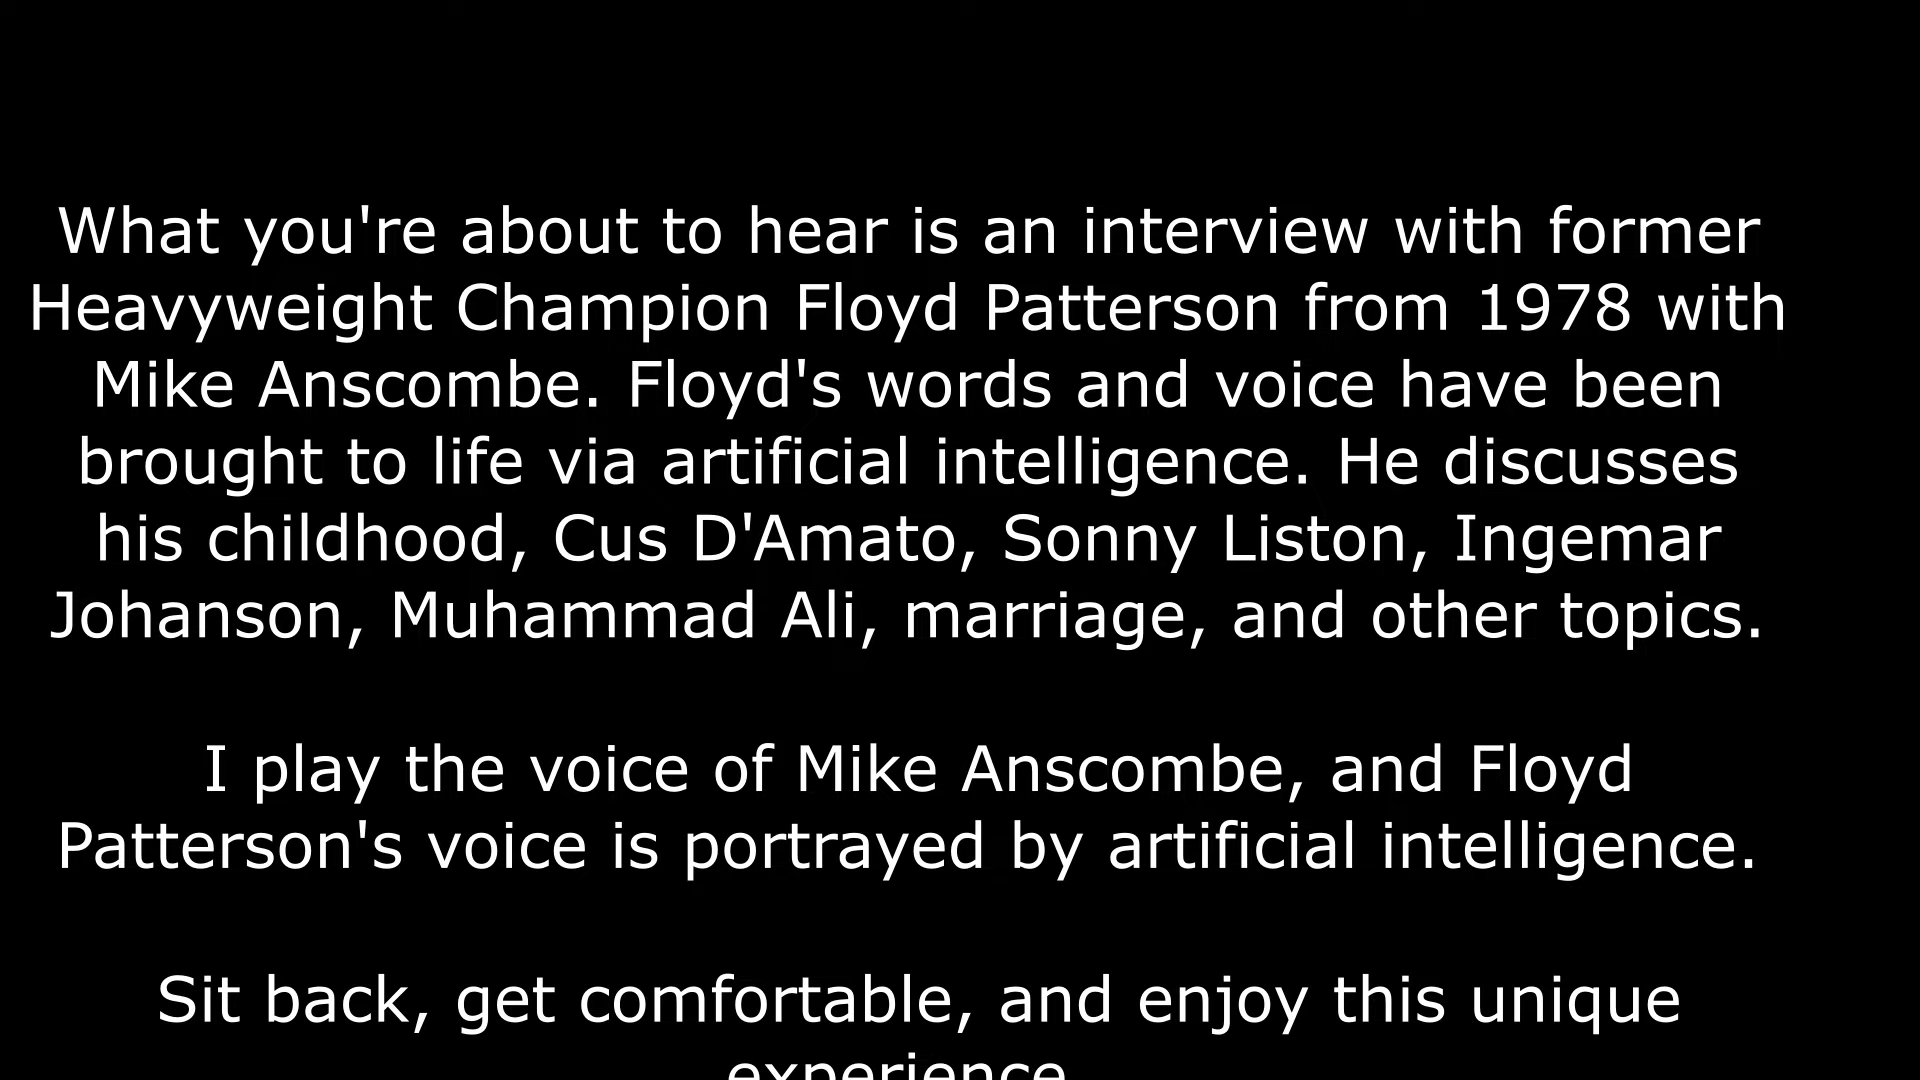 What you're about to hear is an interview with former
Heavyweight Champion Floyd Patterson from 1978 with
Mike Anscombe. Floyd's words and voice have been
brought to life via artificial intelligence. He discusses
his childhood, Cus D'Amato, Sonny Liston, Ingemar
Johanson, Muhammad Ali, marriage, and other topics.
I play the voice of Mike Anscombe, and Floyd
Patterson's voice is portrayed by artificial intelligence.
Sit back, get comfortable, and enjoy this unique
experience